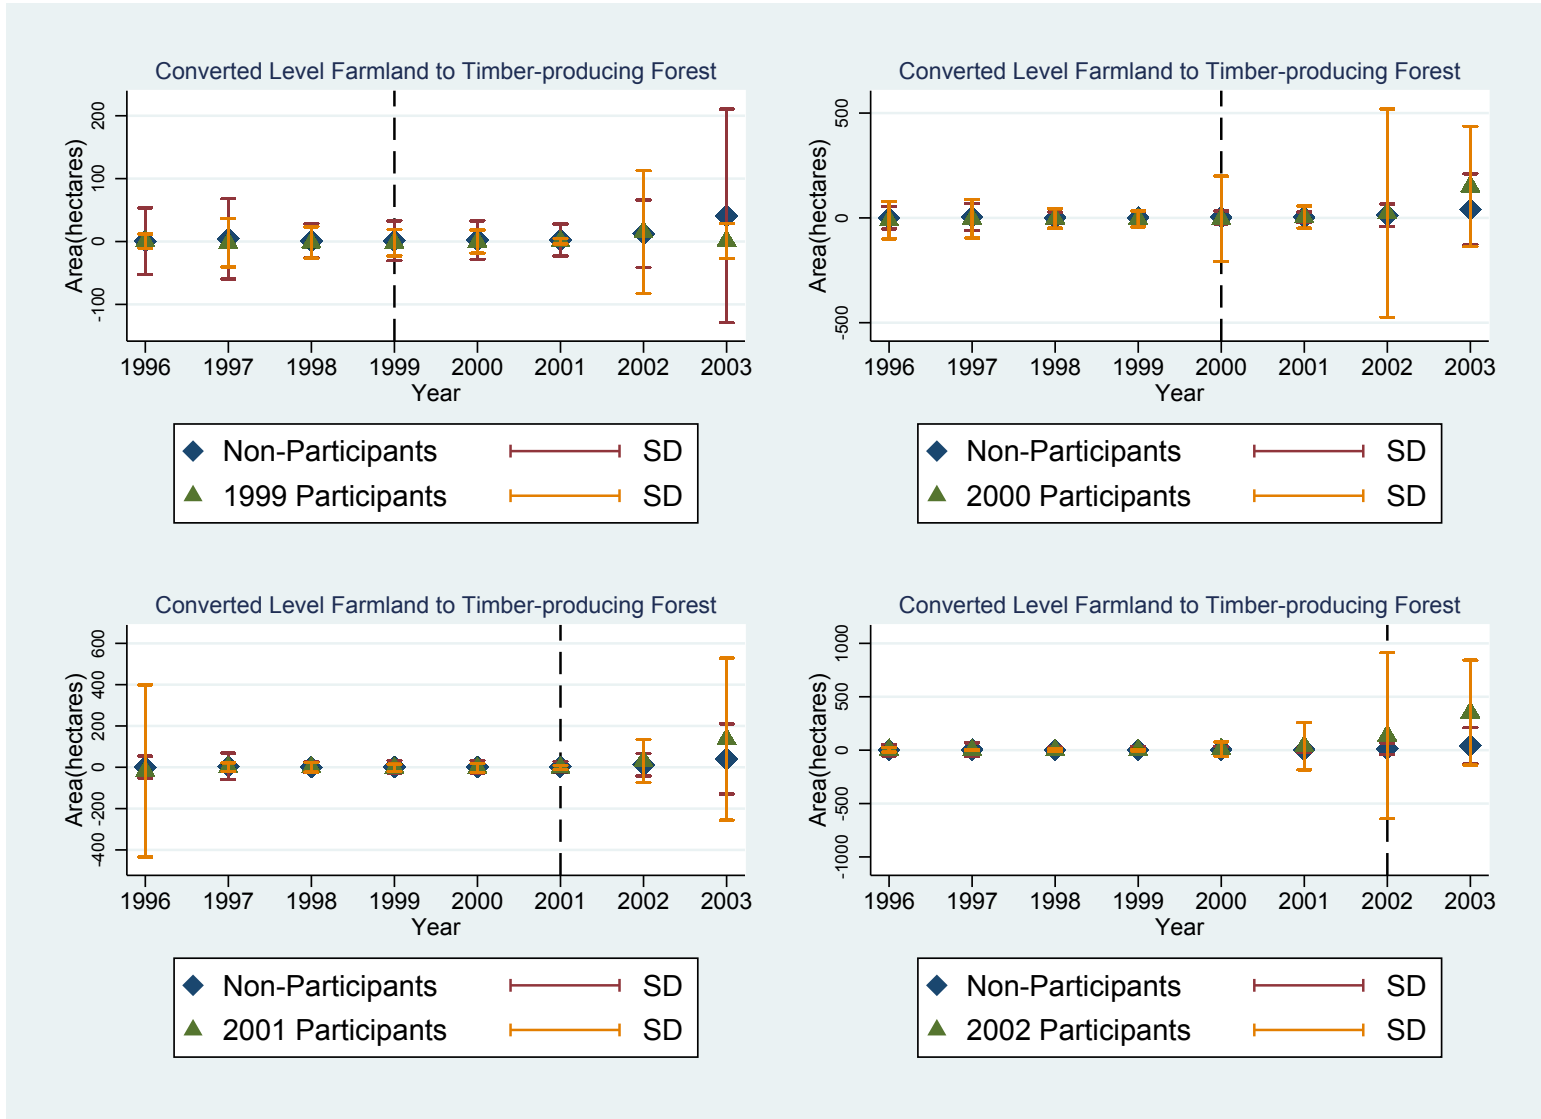 Converted Level Farmland to Timber-producing Forest
Area(hectares)
200
100
0
-100
1996 1997 1998 1999 2000 2001 2002 2003
Year
Non-Participants SD
1999 Participants SD
Converted Level Farmland to Timber-producing Forest
Area(hectares)
500
0
-500
1996 1997 1998 1999 2000 2001 2002 2003
Year
Non-Participants SD
2000 Participants SD
Converted Level Farmland to Timber-producing Forest
Area(hectares)
600
400
200
0
-200
-400
1996 1997 1998 1999 2000 2001 2002 2003
Year
Non-Participants SD
2001 Participants SD
Converted Level Farmland to Timber-producing Forest
Area(hectares)
1000
500
0
-500
-1000
1996 1997 1998 1999 2000 2001 2002 2003
Year
Non-Participants SD
2002 Participants SD